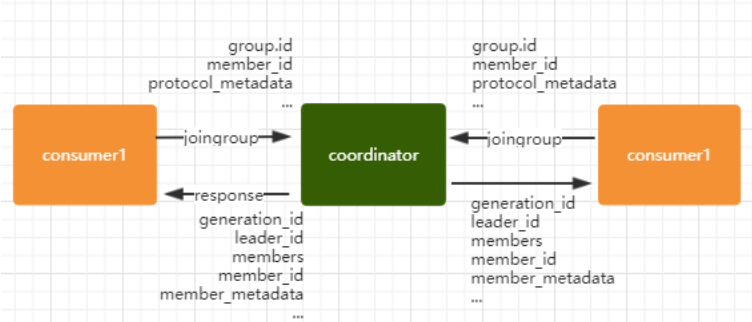 group.id
member_id
protocol_metadata
...
group.id
member_id
protocol_metadata
...
consumer1
joingroup
coordinator
joingroup
consumer1
response
generation_id
leader_id
members
member_id
member_metadata
...
generation_id
leader_id
members
member_id
member_metadata
...